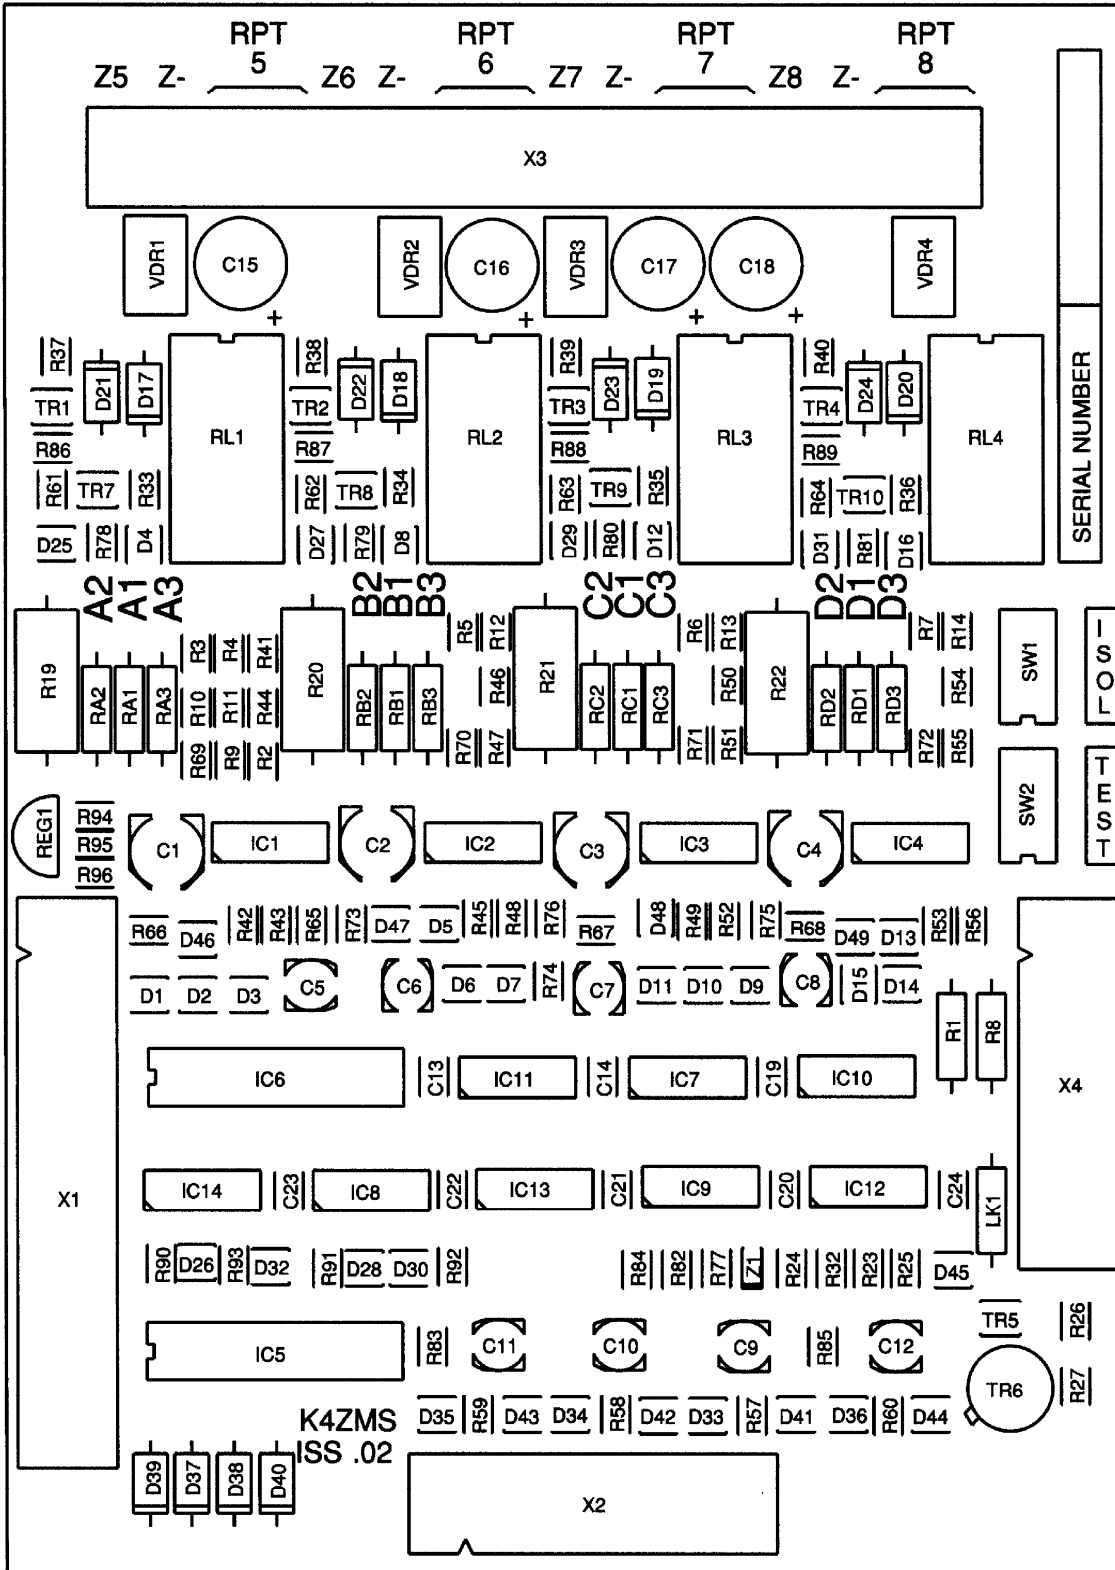 RPT RPT RPT RPT
Z5 Z- 5 Z6 Z- 6 Z7 Z- 7 Z8 Z- 8
X3
VDR1 C15 VDR2 C16 VDR3 C17 C18 VDR4
+ + + +
R37 R38 R39 R40
D21 D17 D22 D18 D23 D19 D24 D20
TR1 TR2 TR3 TR4
RL1 RL2 RL3 RL4
R86 R87 R88 R89
R61 TR7 R33 R62 TR8 R34 R63 TR9 R35 R64 TR10 R36
D25 R78 D4 D27 R79 D8 D29 R80 D12 D31 R81 D16
SERIAL NUMBER
A2 A1 A3 B2 B1 B3 C2 C1 C3 D2 D1 D3
R3 R4 R41 R5 R12 R6 R13 R7 R14
R19 RA2 RA1 RA3 R10 R11 R44 R20 RB2 RB1 RB3 R46 R21 RC2 RC1 RC3 R50 R22 RD2 RD1 RD3 R54 SW1 ISOL
R69 R9 R2 R70 R47 R71 R51 R72 R55
REG1 R94 SW2 TEST
R95 C1 IC1 C2 IC2 C3 IC3 C4 IC4
R96
R66 D46 R42 R43 R65 R73 D47 D5 R45 R48 R76 R67 D48 R49 R52 R75 R68 D49 D13 R53 R56
D1 D2 D3 C5 C6 D6 D7 R74 C7 D11 D10 D9 C8 D15 D14
R1 R8
IC6 C13 IC11 C14 IC7 C19 IC10 X4
X1 IC14 C23 IC8 C22 IC13 C21 IC9 C20 IC12 C24 LK1
R90 D26 R93 D32 R91 D28 D30 R92 R84 R82 R77 Z1 R24 R32 R23 R25 D45
TR5 R26
IC5 R83 C11 C10 C9 R85 C12
TR6 R27
K4ZMS D35 R59 D43 D34 R58 D42 D33 R57 D41 D36 R60 D44
ISS .02
D39 D37 D38 D40
X2